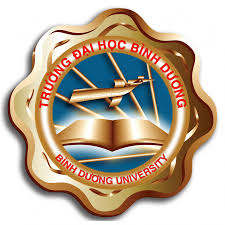 TRƯỜNG ĐẠI HỌC BÌNH DƯƠNG
BINH DUONG UNIVERSITY